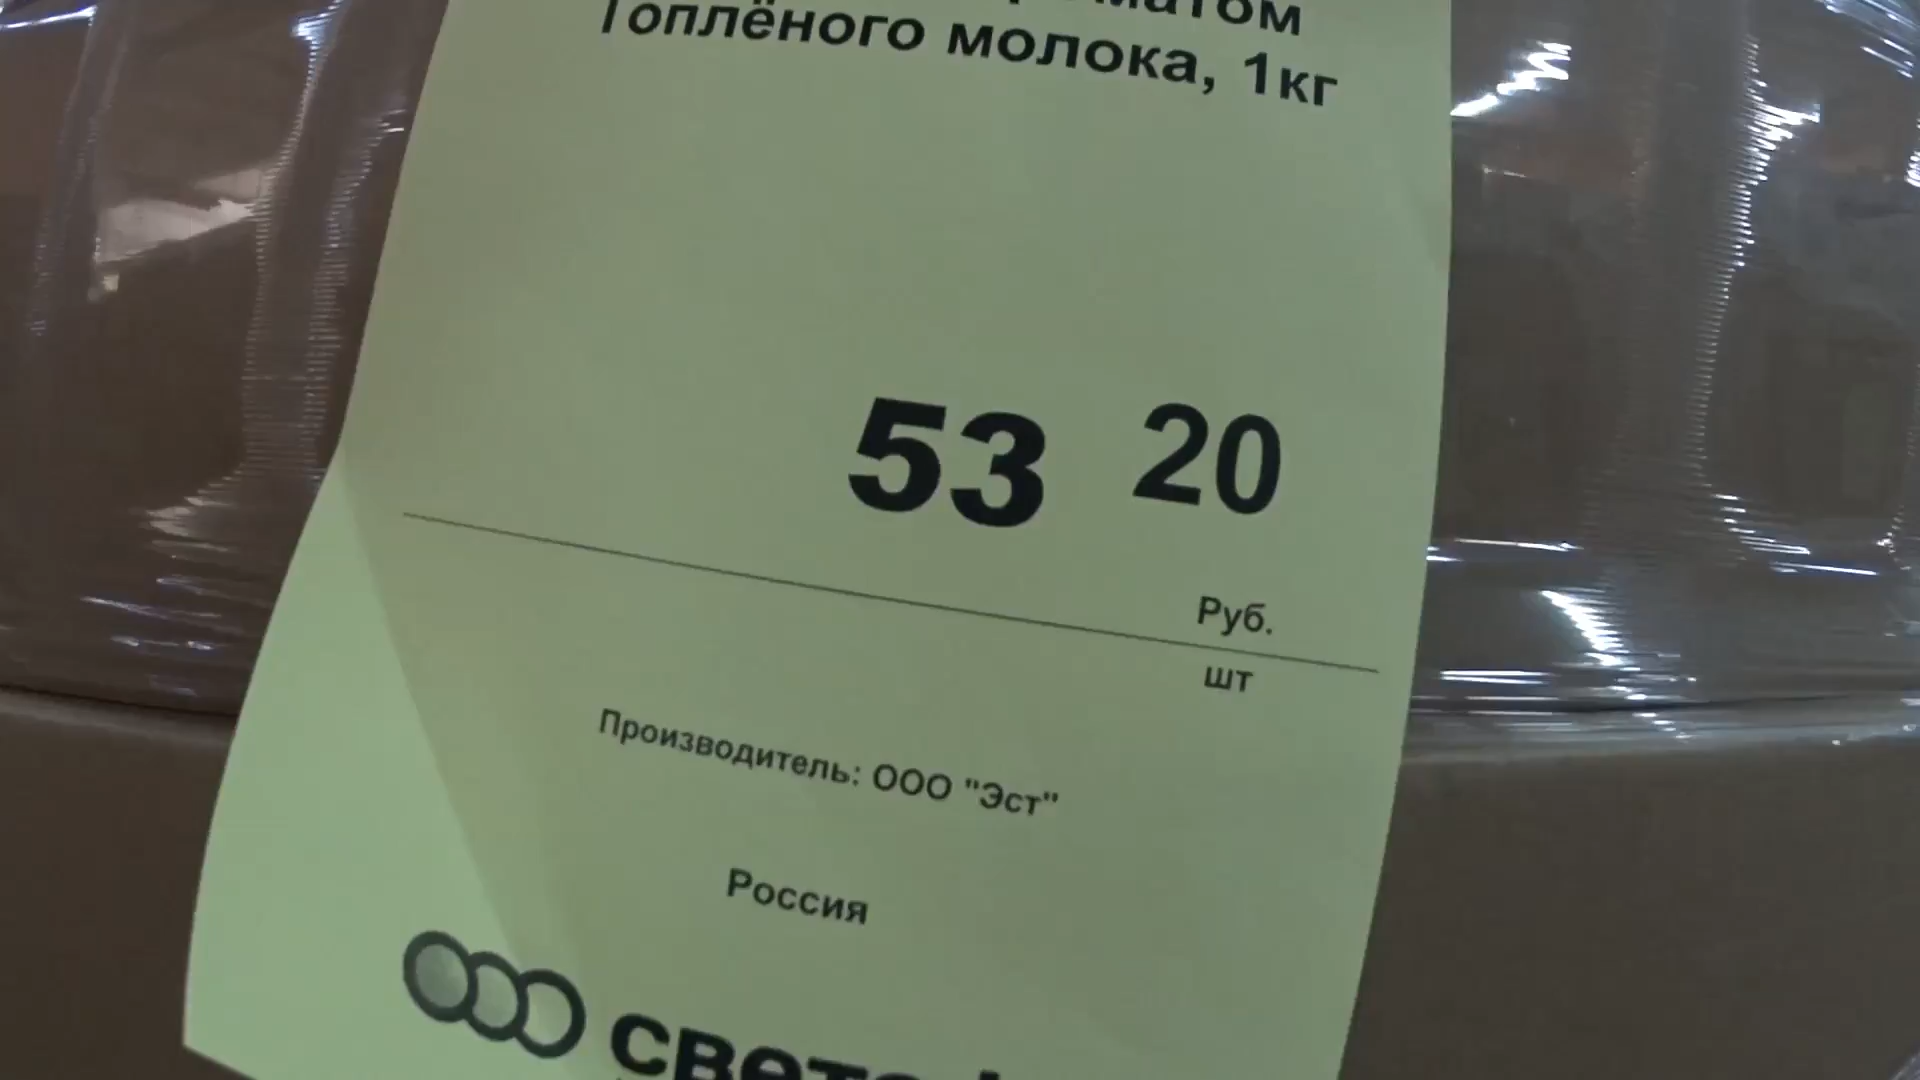 Топлёного молока, 1кг
53 20
Руб.
шт
Производитель: ООО "Эст"
Россия